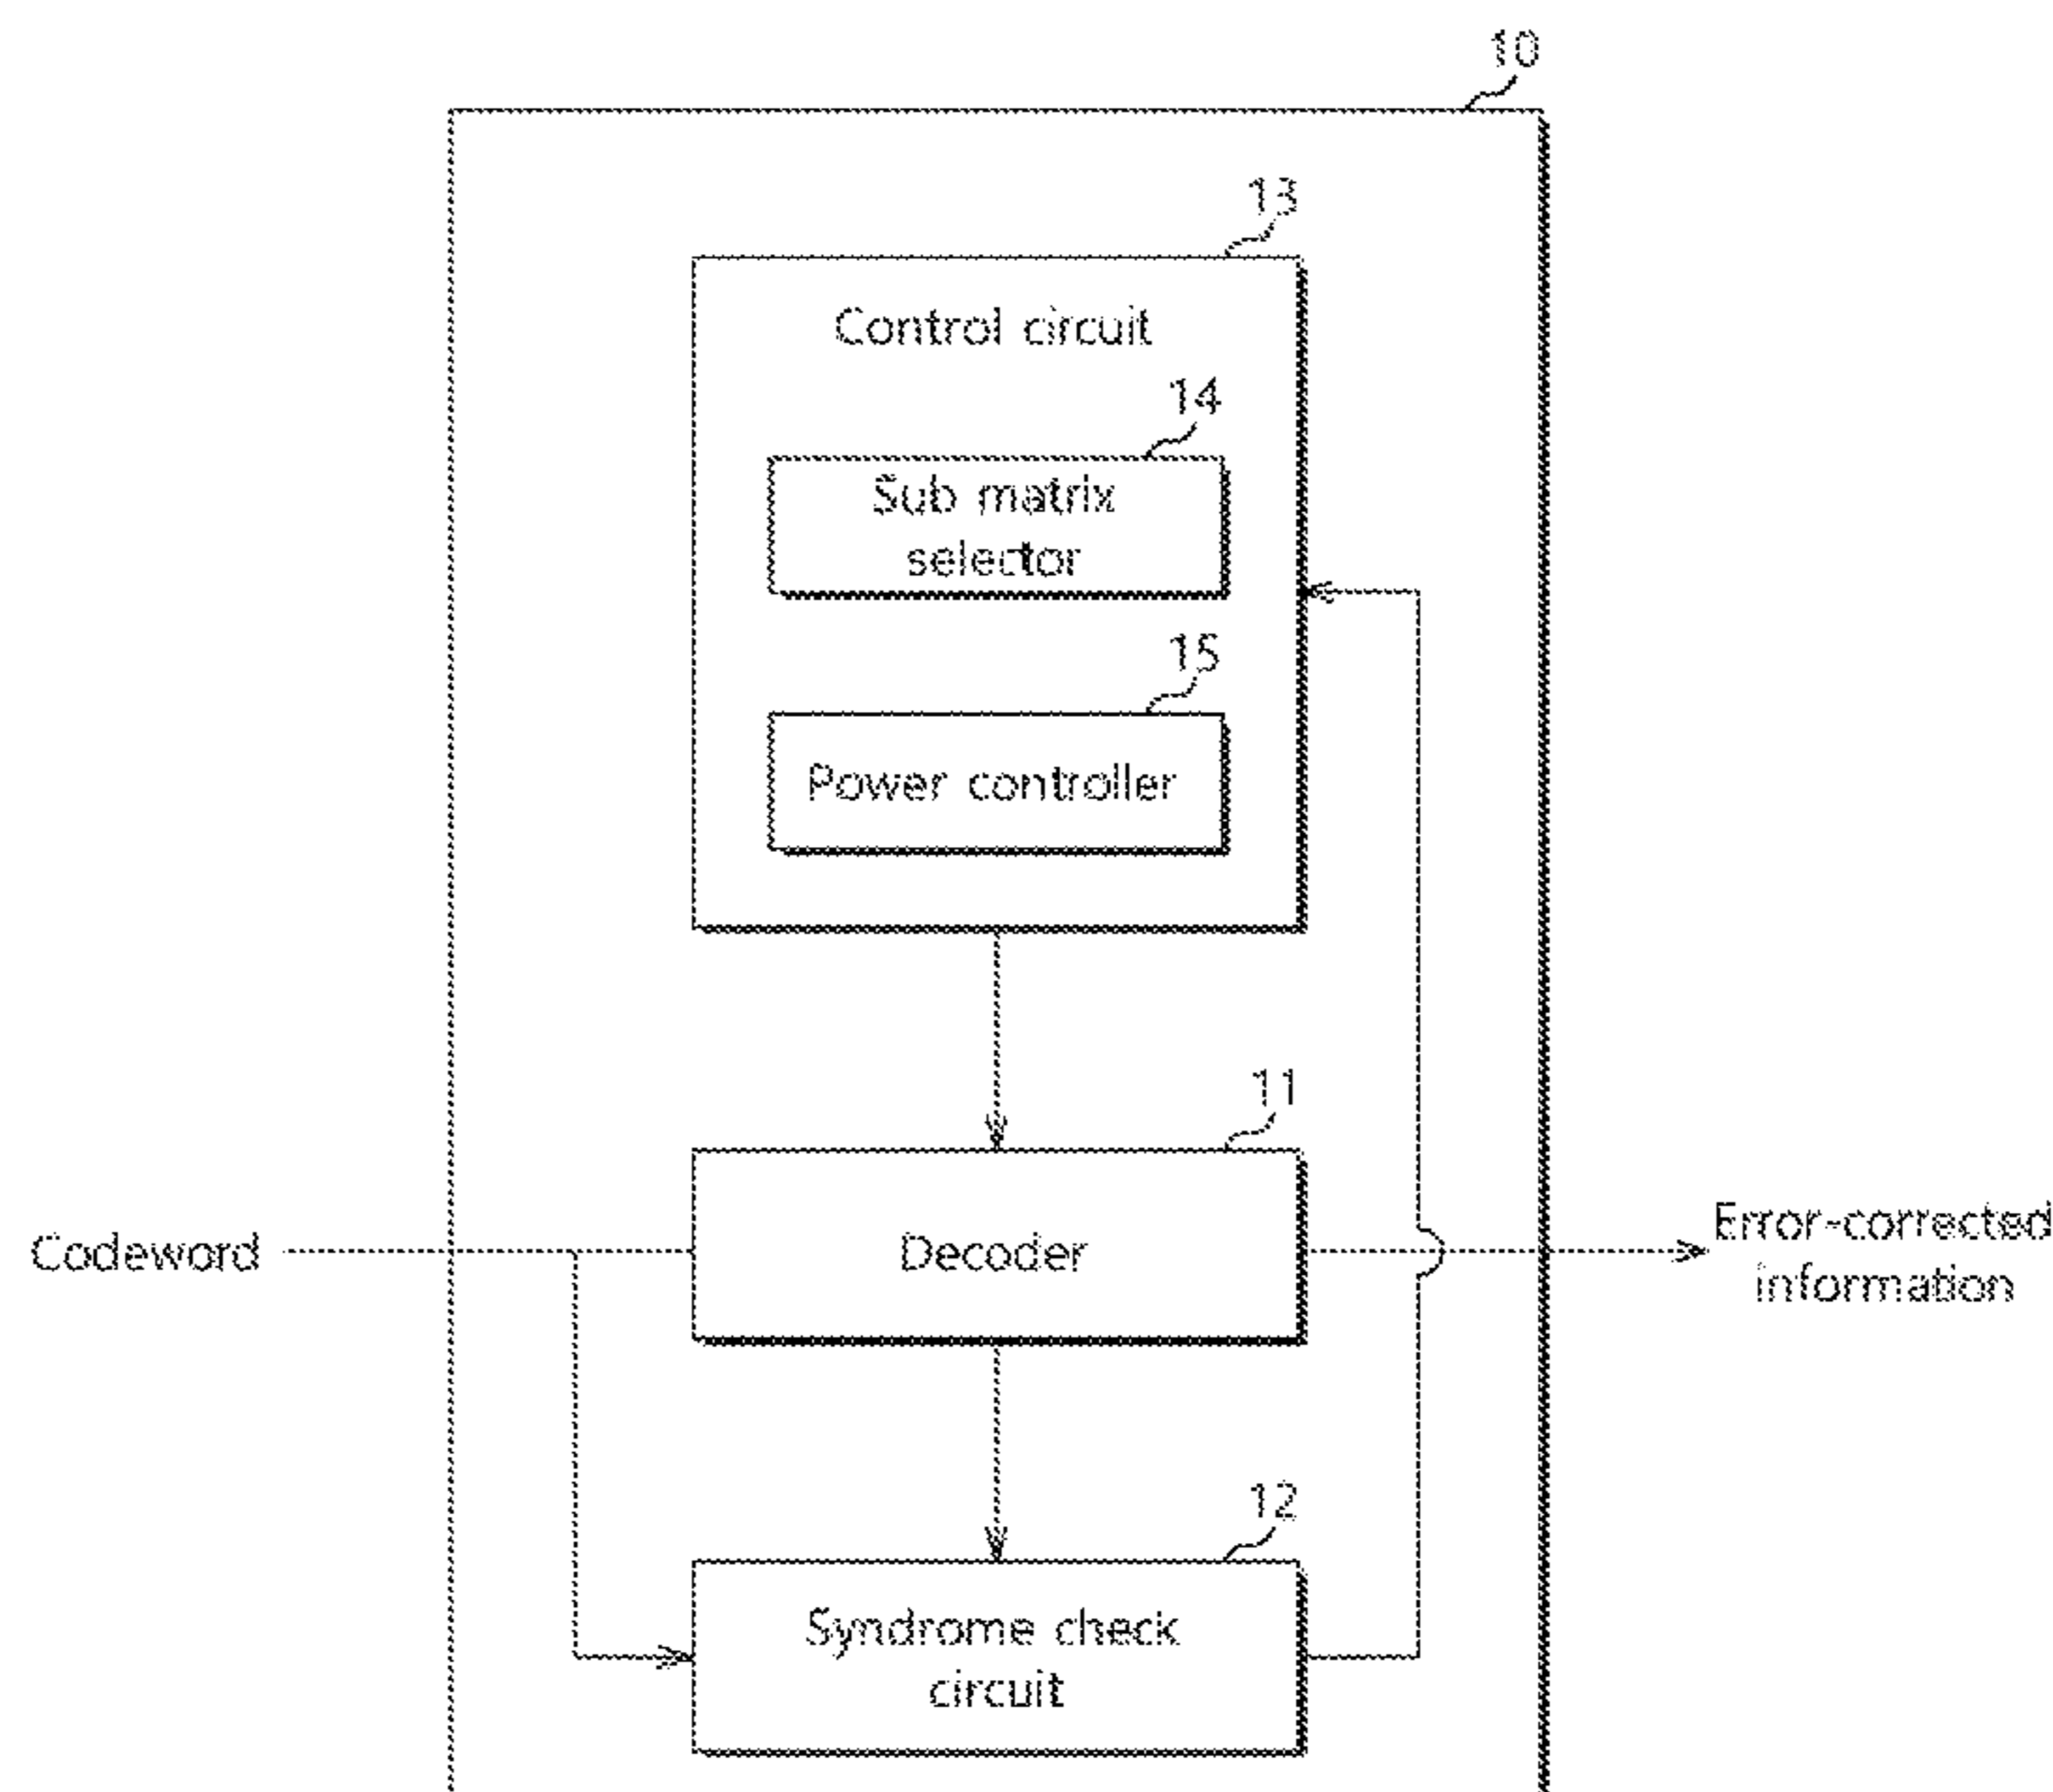 10
13
Control circuit
14
Sub matrix
selector
15
Power controller
11
Codeword
Decoder
Error-corrected
information
12
Syndrome check
circuit